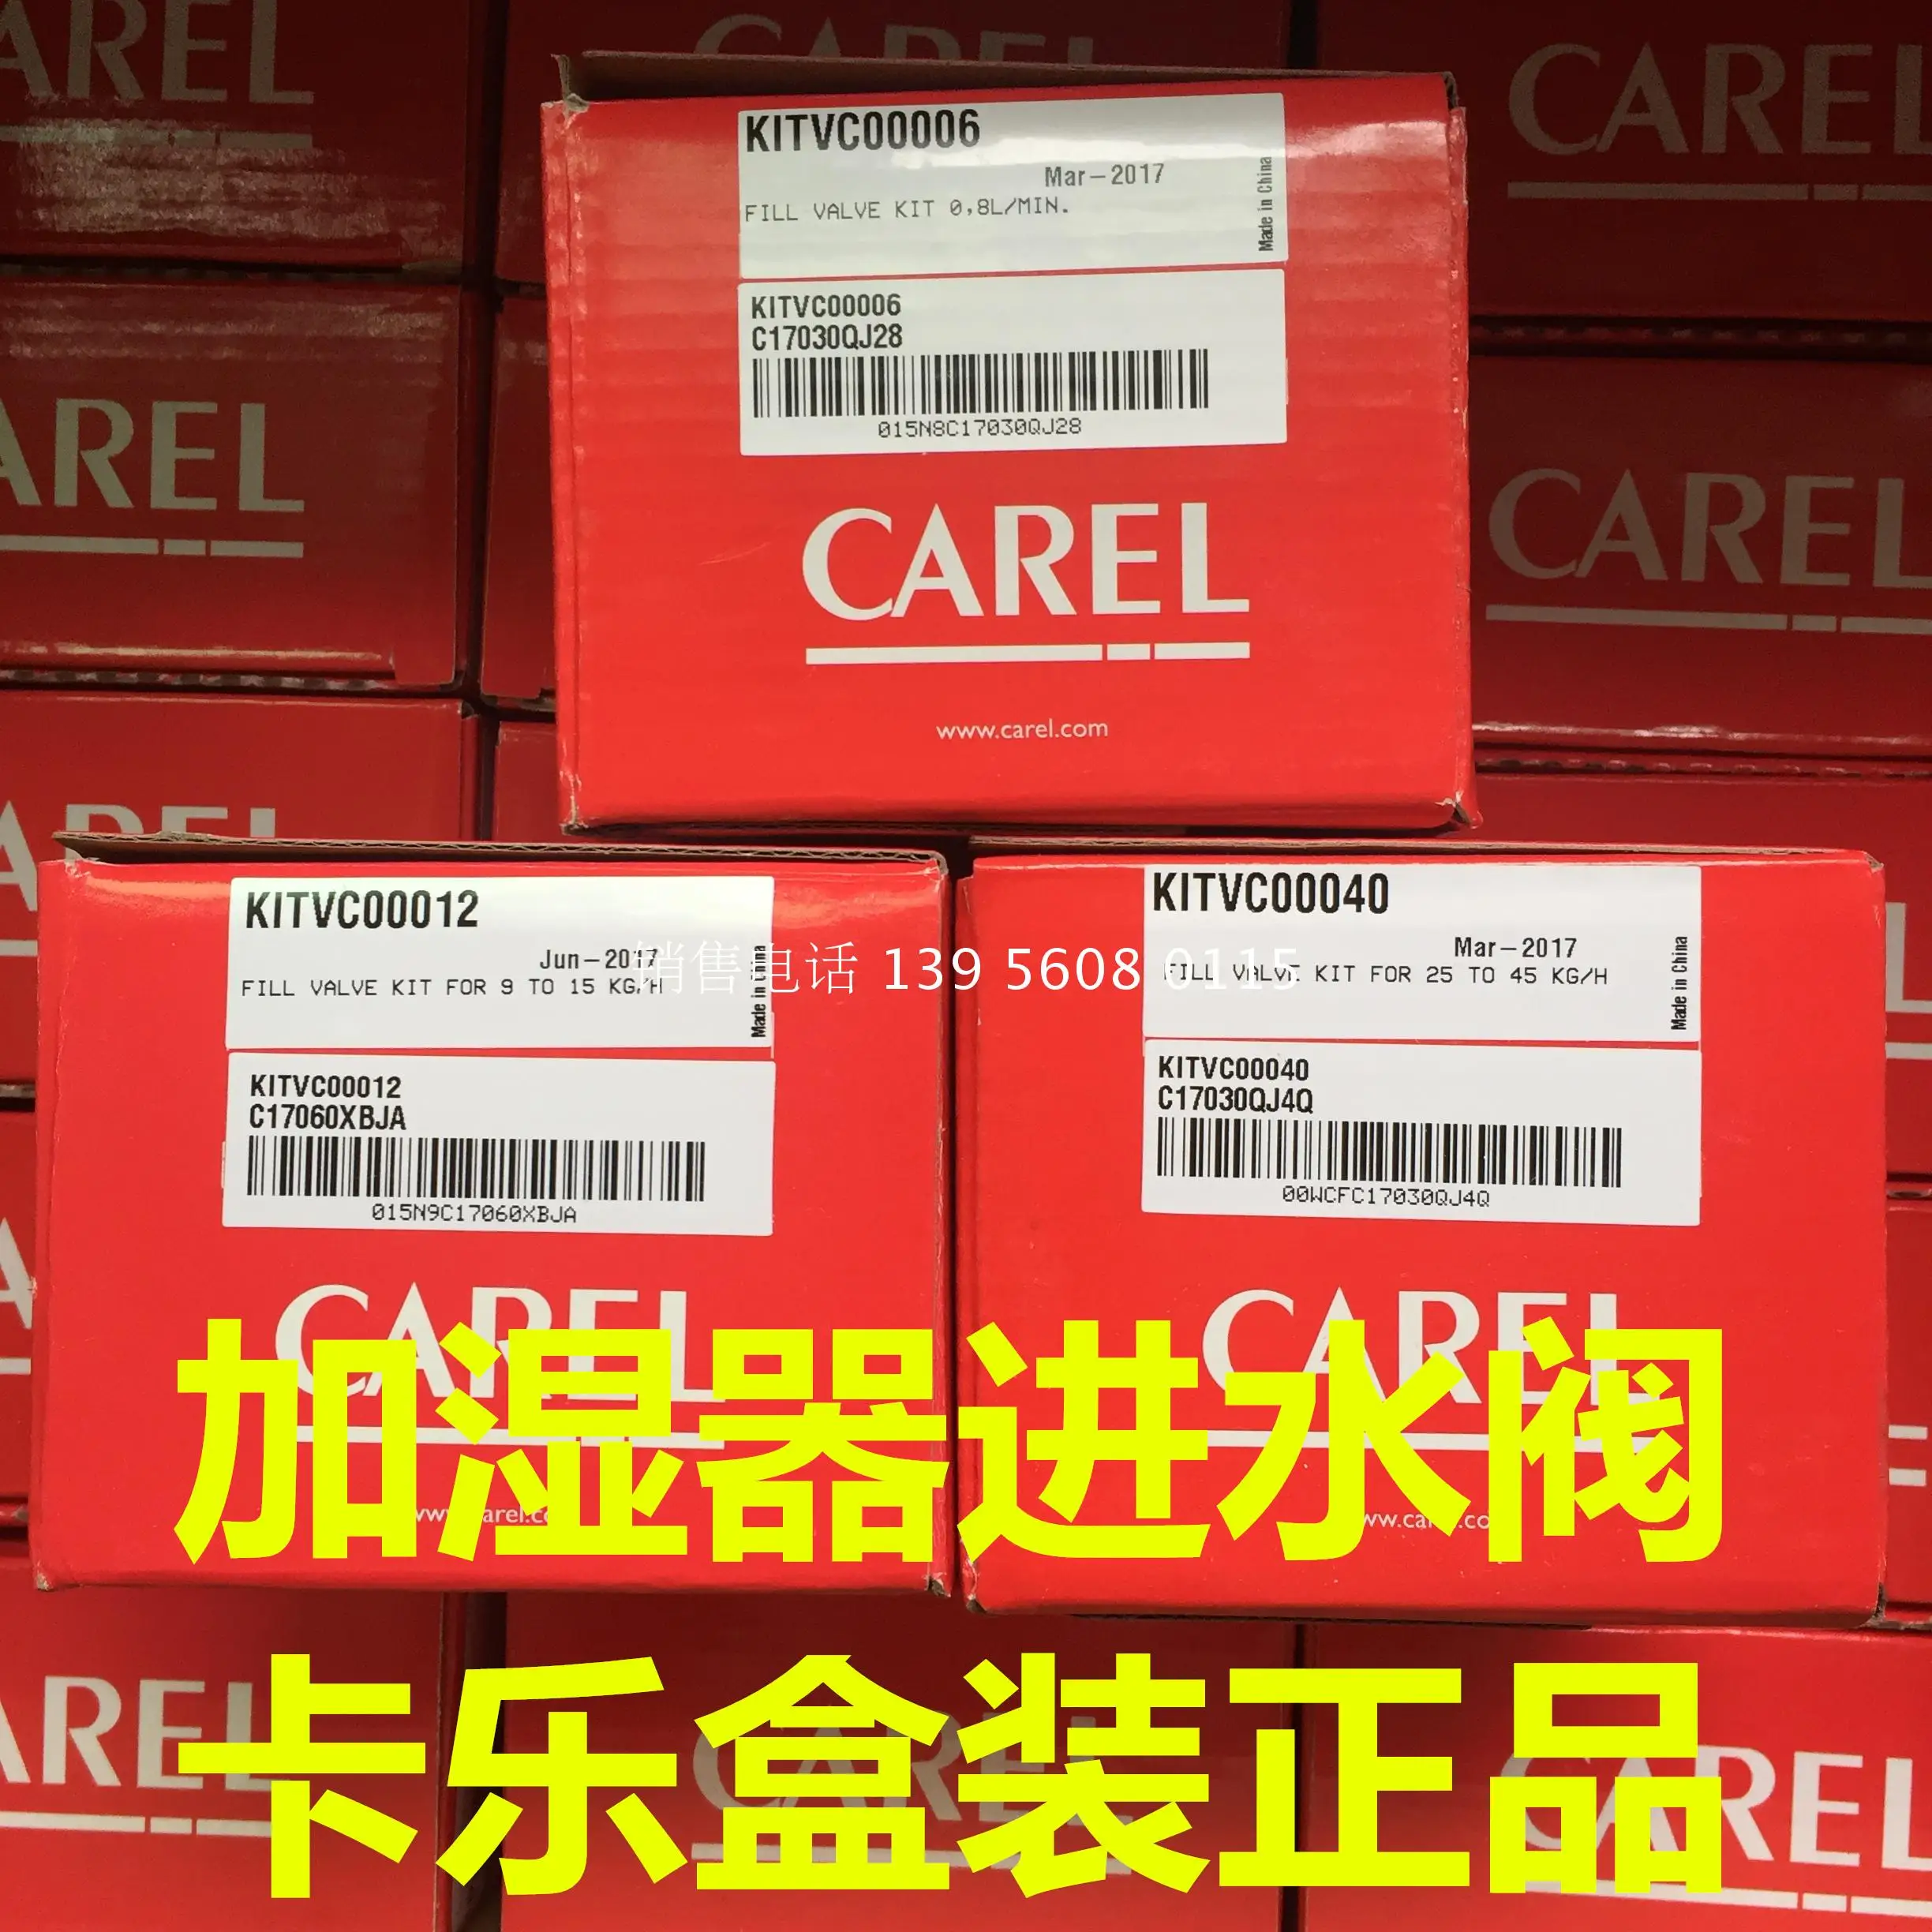 CAREL
CAREL
CAREL
KITVC00006
Mar-2017
FILL VALVE KIT 0,8L/MIN.
Made in China
KITVC00006
C17030QJ28
015N8C17030QJ28
CAREL
www.carel.com
CAREL
CAREL
KITVC00012
Jun-2017
FILL VALVE KIT FOR 9 TO 15 KG/H
Made in China
KITVC00012
C17060XBJA
015N9C17060XBJA
CAREL
KITVC00040
Mar-2017
FILL VALVE KIT FOR 25 TO 45 KG/H
Made in China
KITVC00040
C17030QJ4Q
00WCFC17030QJ4Q
CAREL
销售电话 139 5608 0115
加湿器进水阀
卡乐盒装正品
CAREL
CAREL
CAREL